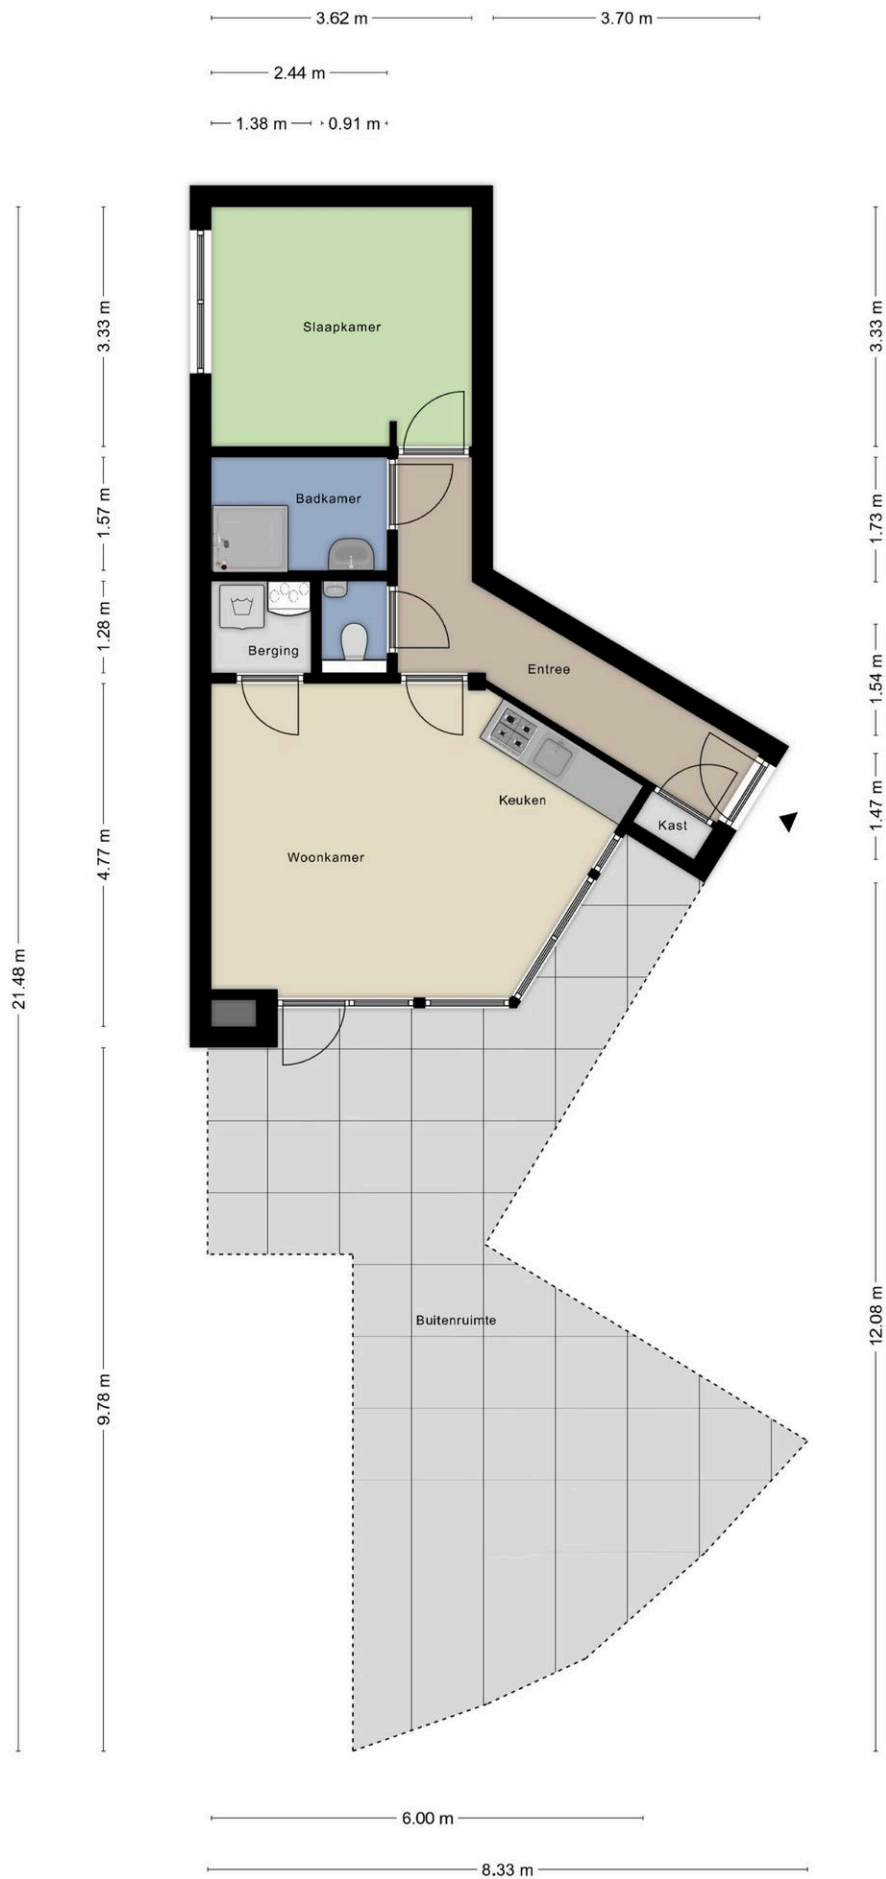 3.62 m
3.70 m
2.44 m
1.38 m
0.91 m
3.33 m
3.33 m
Slaapkamer
Badkamer
1.57 m
1.73 m
1.28 m
Berging
Entree
1.54 m
Keuken
Kast
1.47 m
Woonkamer
4.77 m
21.48 m
Buitenruimte
12.08 m
9.78 m
6.00 m
8.33 m